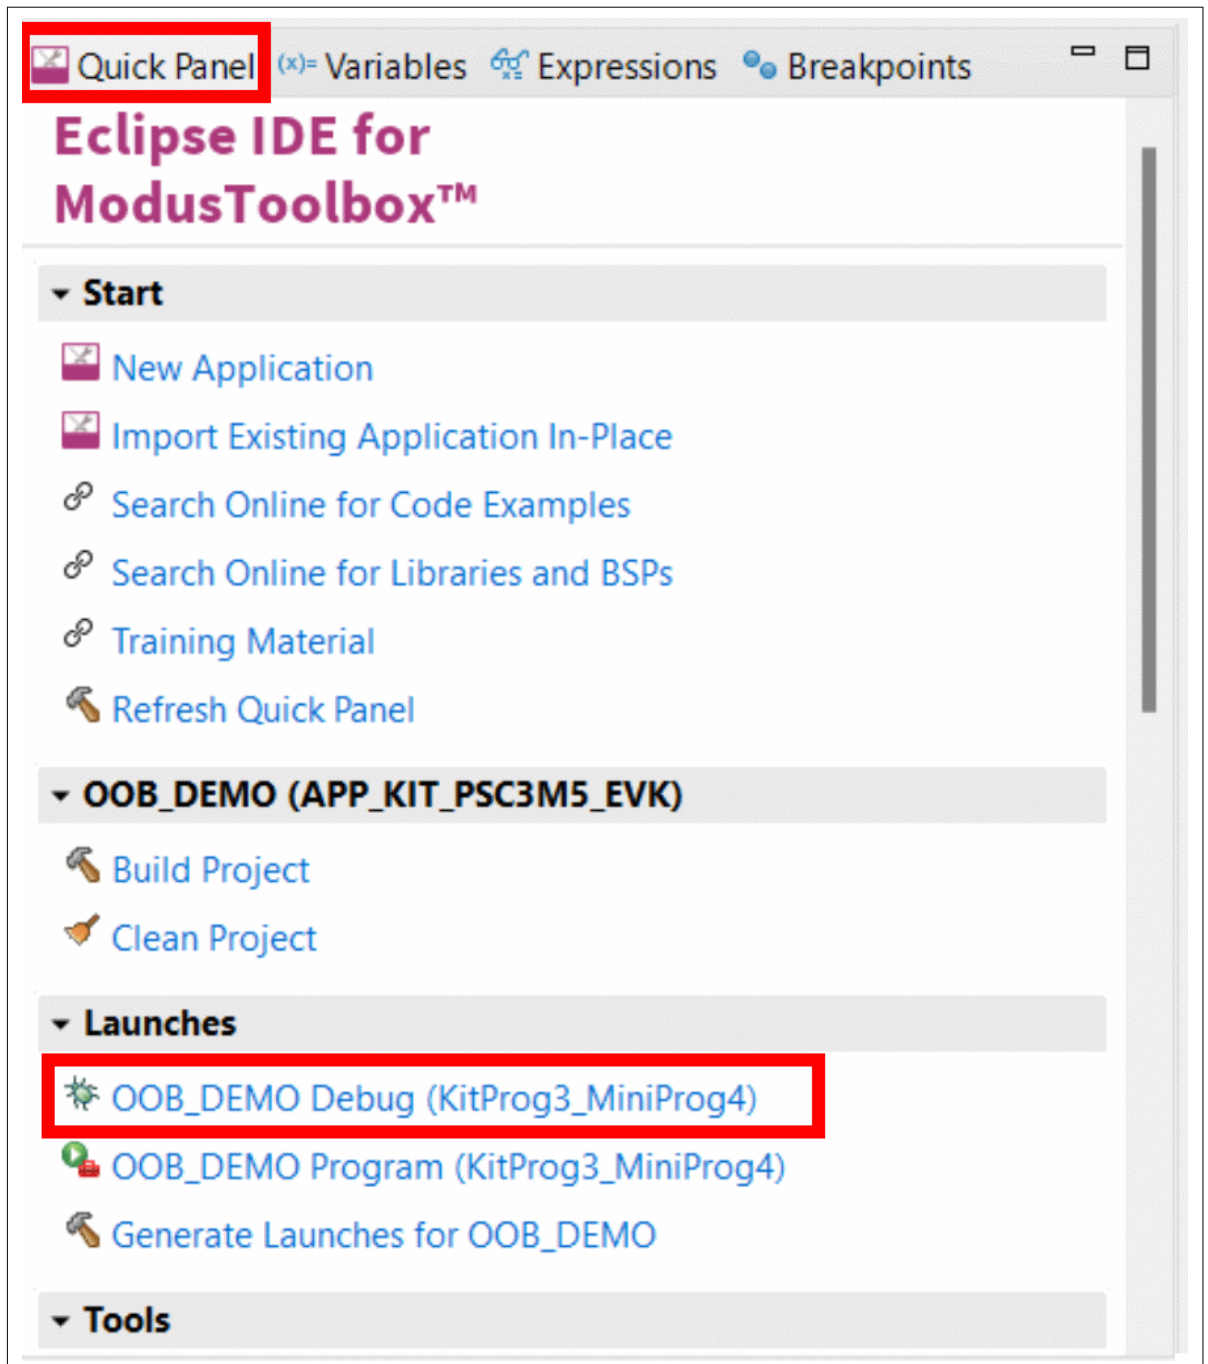 Quick Panel (x)= Variables Expressions Breakpoints
Eclipse IDE for
ModusToolbox™
Start
New Application
Import Existing Application In-Place
Search Online for Code Examples
Search Online for Libraries and BSPs
Training Material
Refresh Quick Panel
OOB_DEMO (APP_KIT_PSC3M5_EVK)
Build Project
Clean Project
Launches
OOB_DEMO Debug (KitProg3_MiniProg4)
OOB_DEMO Program (KitProg3_MiniProg4)
Generate Launches for OOB_DEMO
Tools